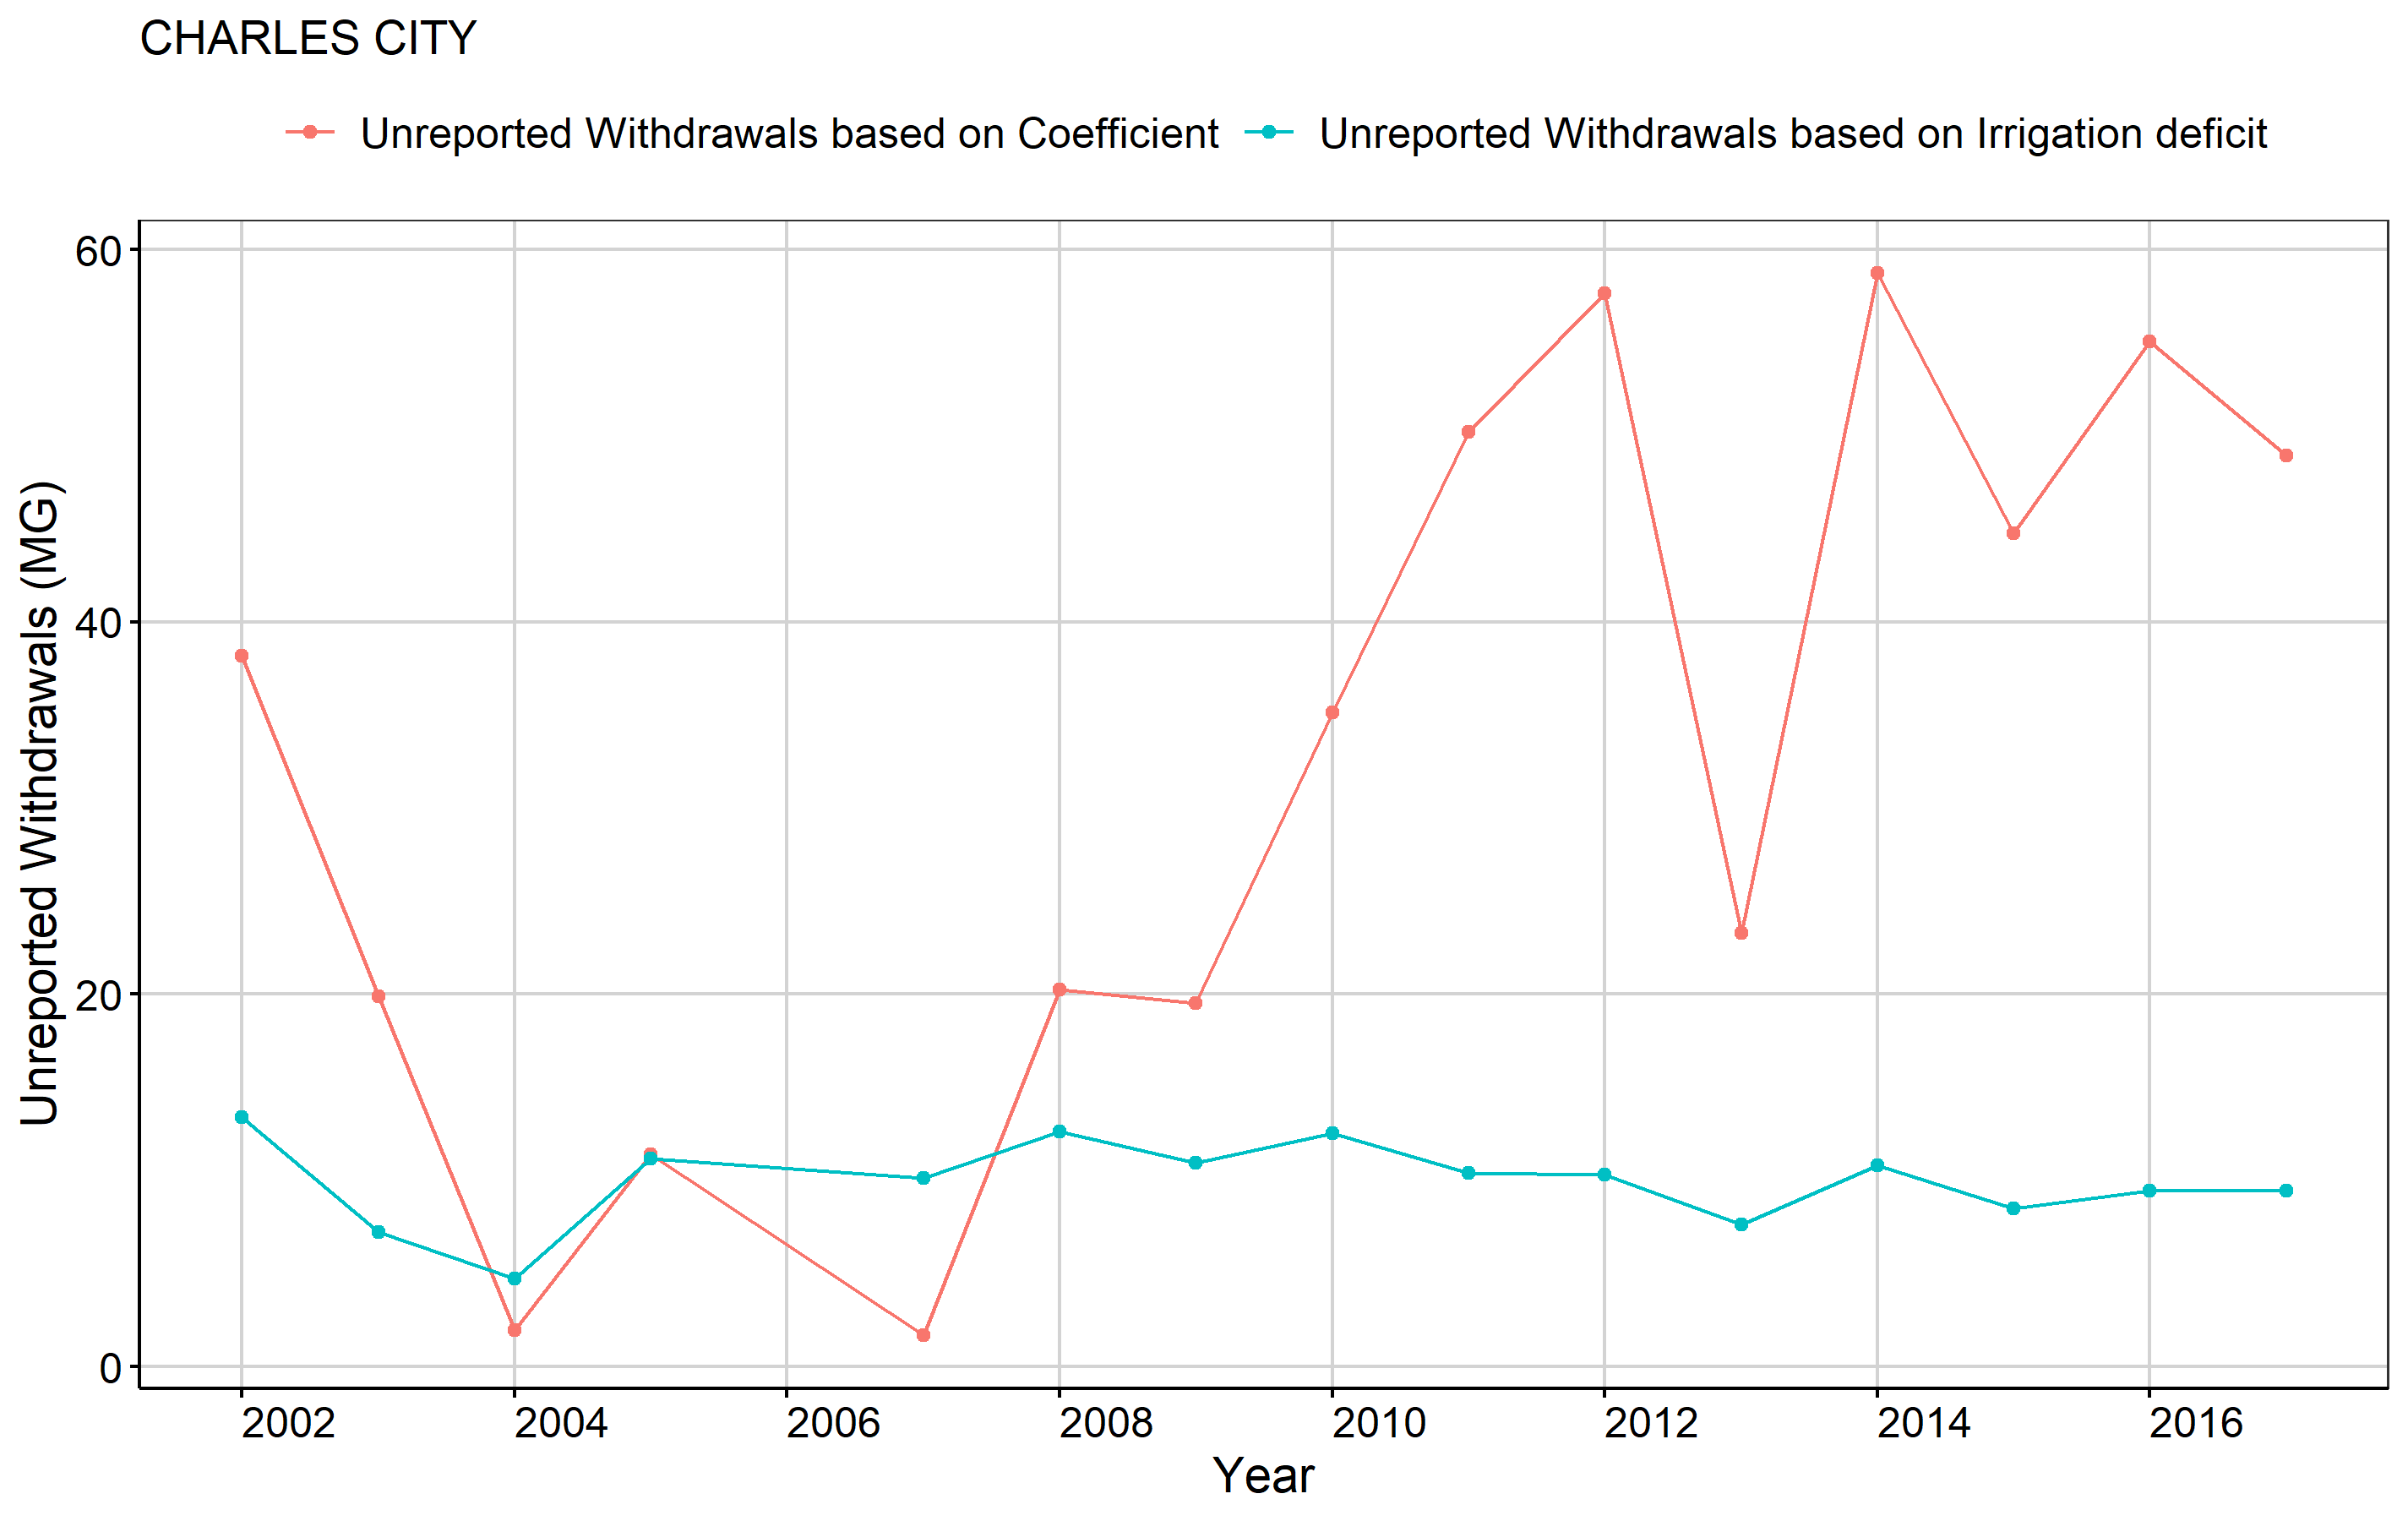 CHARLES CITY
Unreported Withdrawals based on Coefficient Unreported Withdrawals based on Irrigation deficit
Unreported Withdrawals (MG)
60
40
20
0
2002 2004 2006 2008 2010 2012 2014 2016
Year